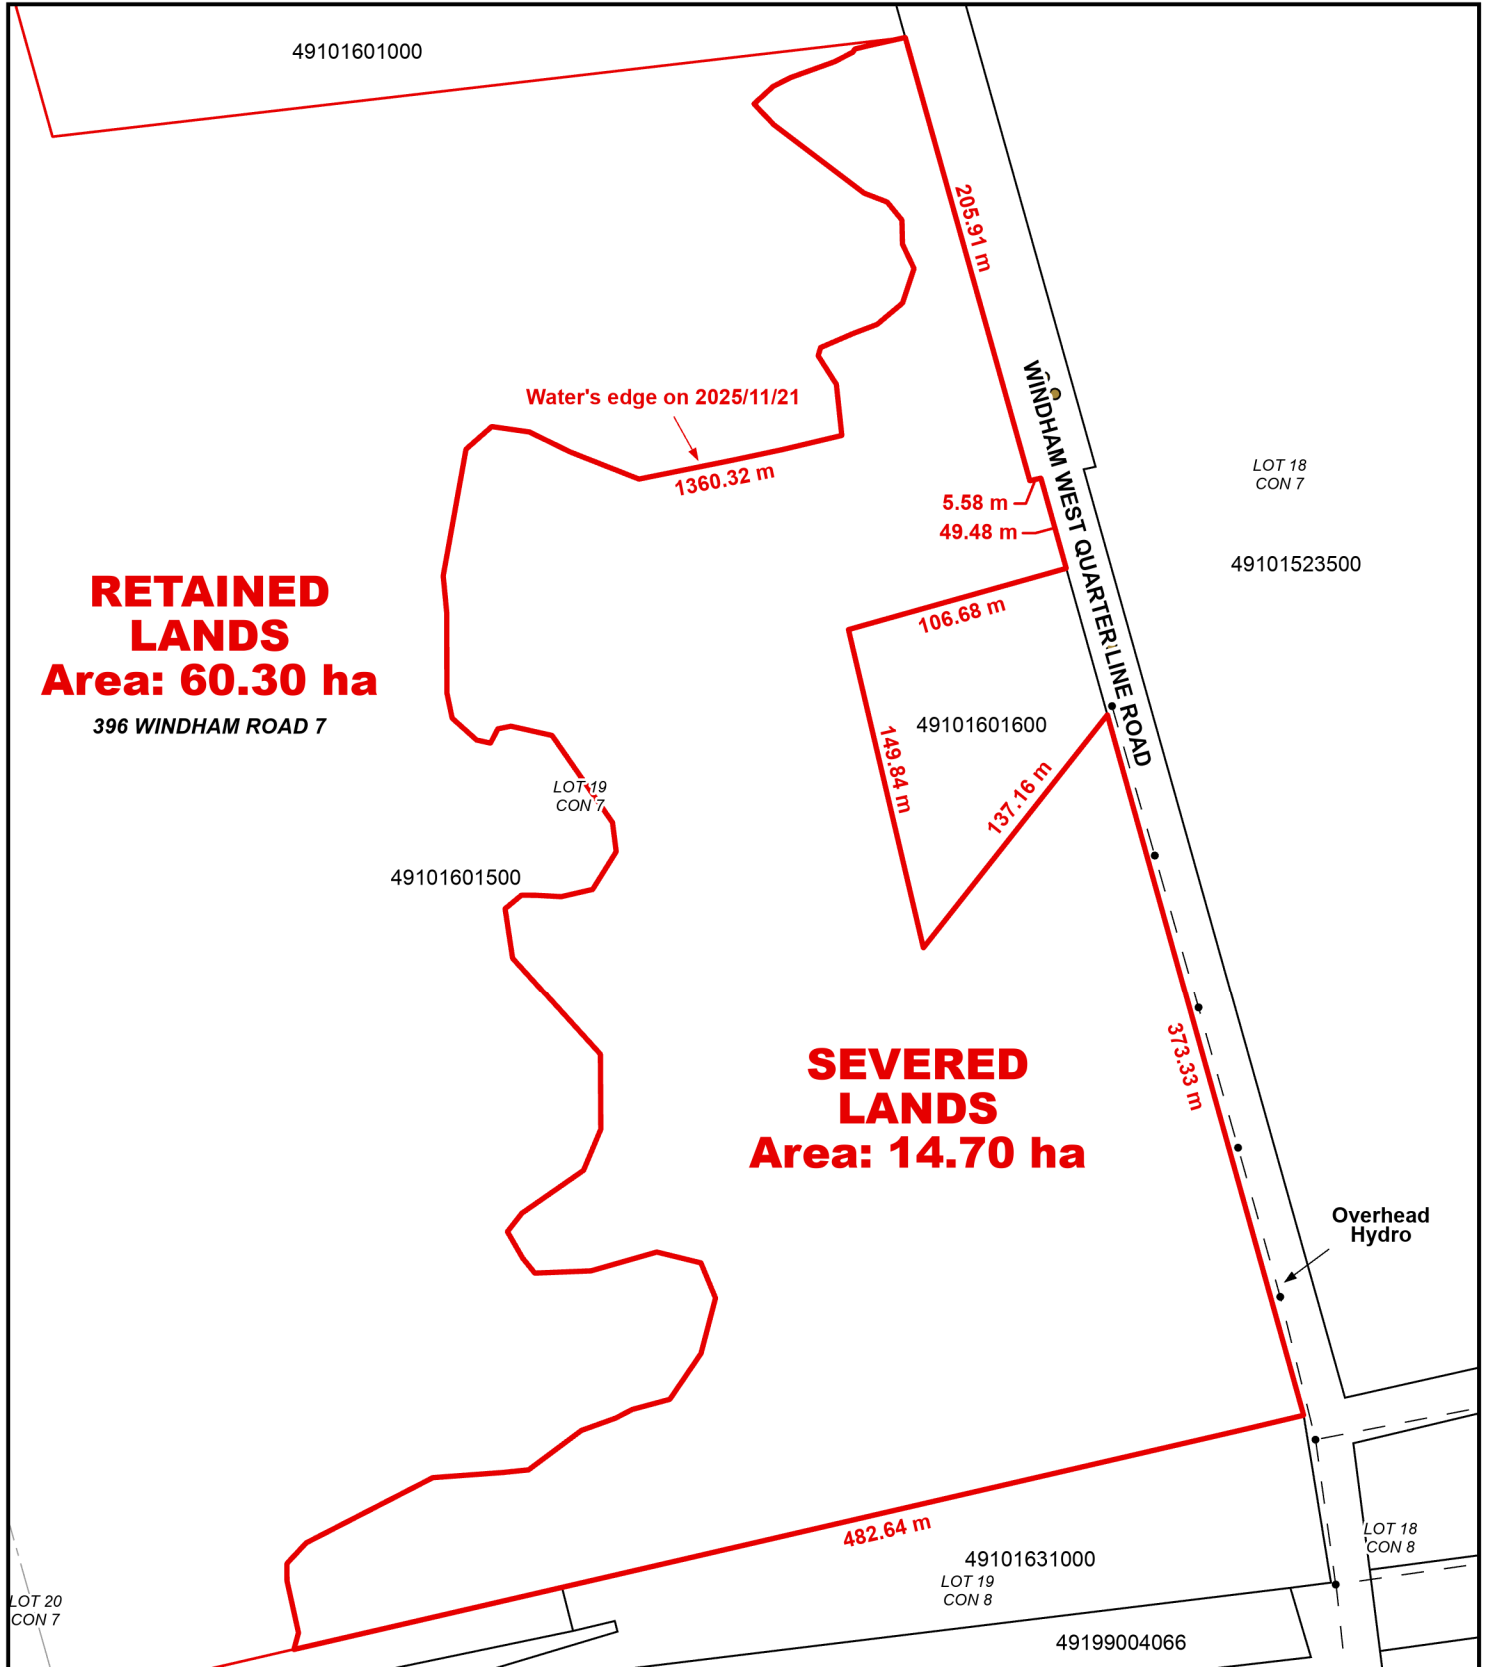 49101601000
205.91 m
Water's edge on 2025/11/21
1360.32 m
WINDHAM WEST QUARTER LINE ROAD
LOT 18
CON 7
5.58 m
49.48 m
49101523500
RETAINED
LANDS
Area: 60.30 ha
396 WINDHAM ROAD 7
106.68 m
49101601600
149.84 m
137.16 m
LOT 19
CON 7
49101601500
373.33 m
SEVERED
LANDS
Area: 14.70 ha
Overhead
Hydro
482.64 m
LOT 18
CON 8
49101631000
LOT 19
CON 8
LOT 20
CON 7
49199004066